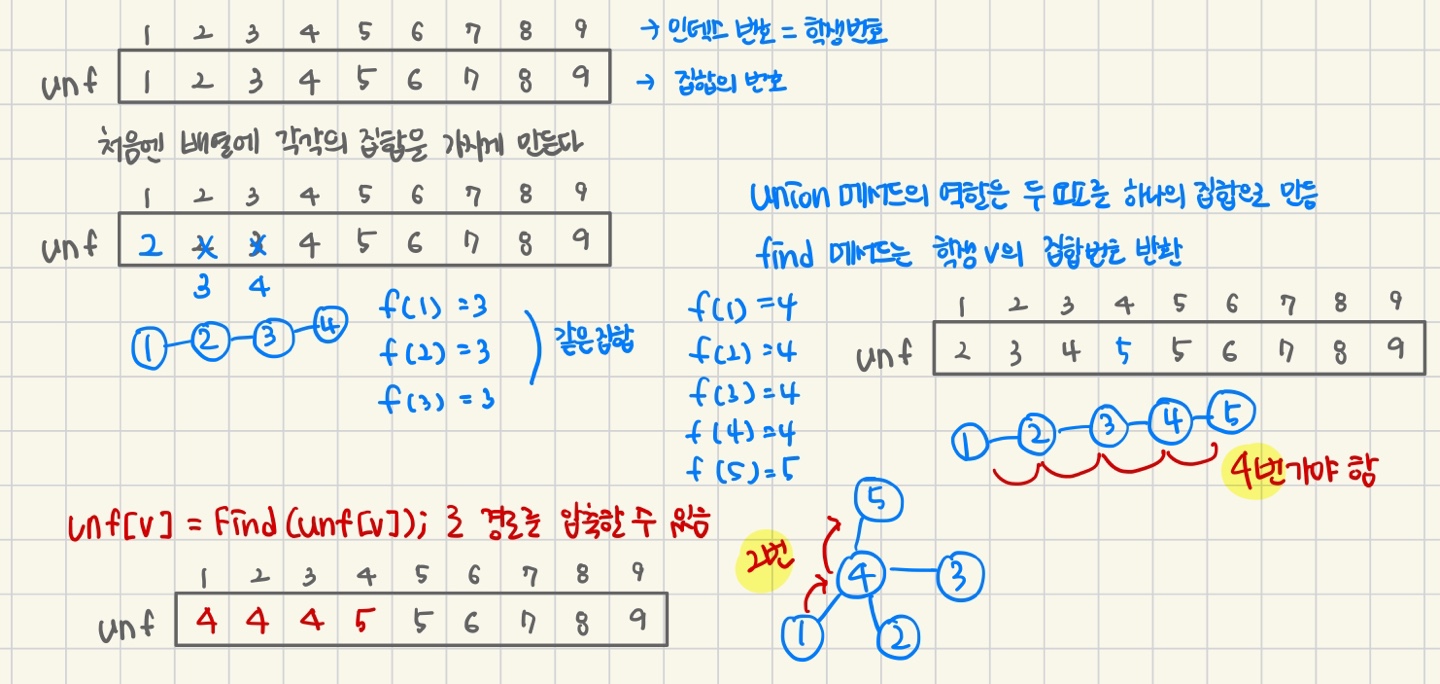 1 2 3 4 5 6 7 8 9 → 인덱스 번호 = 학생번호
unf 1 2 3 4 5 6 7 8 9 → 집합의 번호
처음엔 배열에 각각의 집합을 가지게 만든다
1 2 3 4 5 6 7 8 9
unf 2 2 3 4 5 6 7 8 9
3 4
1 2 3 4
f(1) = 3
f(2) = 3
f(3) = 3
같은 집합
Union 메서드의 역할은 두 를 하나의 집합으로 만듬
find 메서드는 학생 v의 집합번호 반환
f(1) = 4
f(2) = 4
f(3) = 4
f(4) = 4
f(5) = 5
1 2 3 4 5 6 7 8 9
unf 2 3 4 5 5 6 7 8 9
1 2 3 4 5
4번가야 함
unf[v] = Find(unf[v]); 로 경로를 압축할 수 있음
1 2 3 4 5 6 7 8 9
unf 4 4 4 5 5 6 7 8 9
5
2번
4 3
1 2